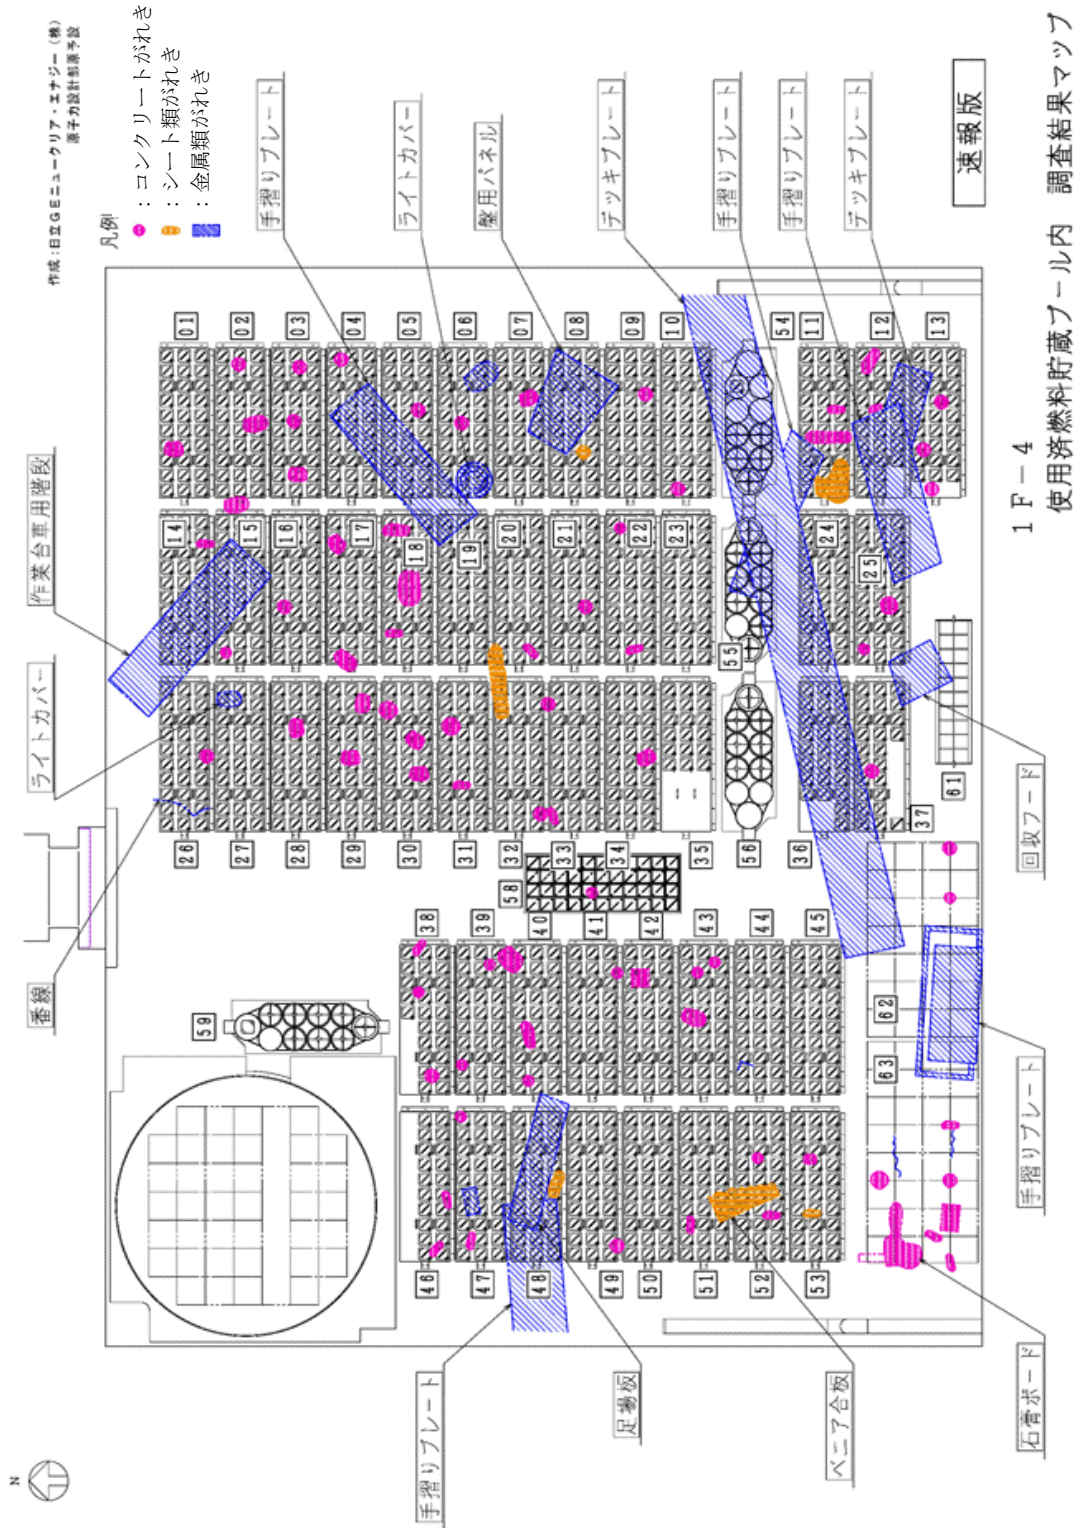 作成：日立GEニュークリア・エナジー（株）
原子力設計部原子設
凡例
：コンクリートがれき
：シート類がれき
：金属類がれき
手摺りプレート
ライトカバー
盤用パネル
デッキプレート
手摺りプレート
手摺りプレート
デッキプレート
速報版
作業台車用階段
ライトカバー
番線
回収フード
手摺りプレート
手摺りプレート
足場板
ベニア合板
石膏ボード
01
02
03
04
05
06
07
08
09
10
54
11
12
13
14
15
16
17
18
19
20
21
22
23
24
25
55
26
27
28
29
30
31
32
33
34
35
56
36
37
61
58
38
39
40
41
42
43
44
45
62
63
59
46
47
48
49
50
51
52
53
N
1F－4
使用済燃料貯蔵プール内　調査結果マップ